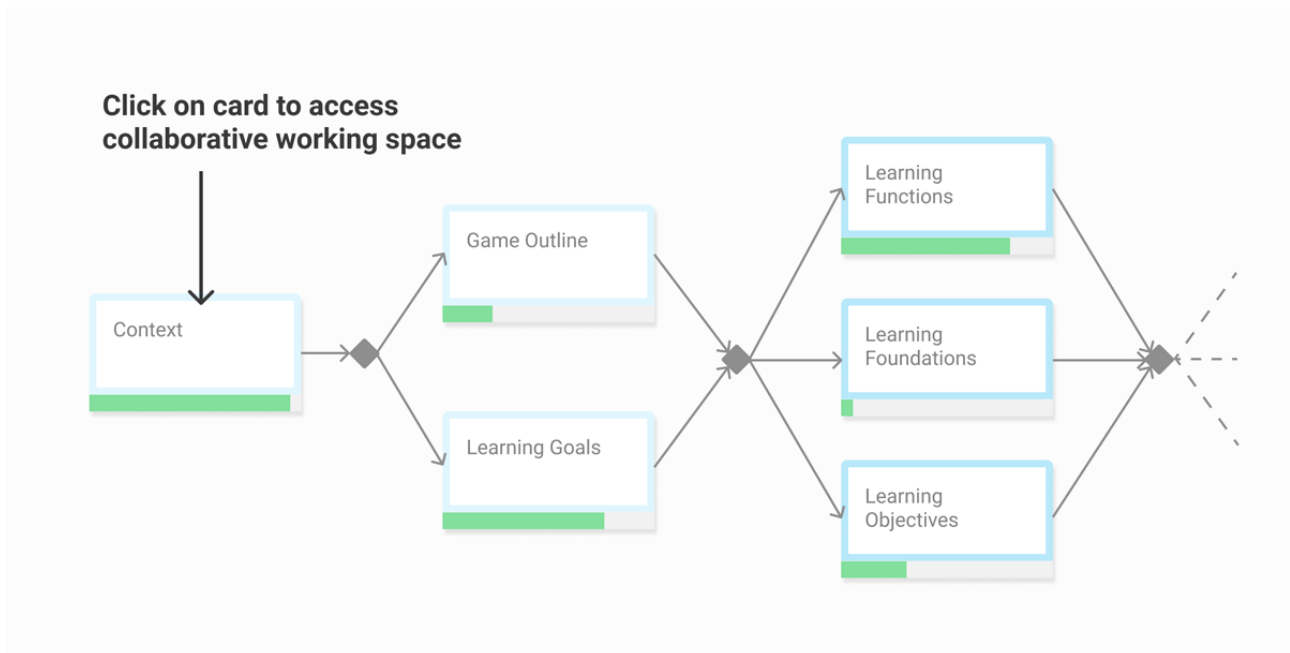 Click on card to access
collaborative working space
Context
Game Outline
Learning Goals
Learning
Functions
Learning
Foundations
Learning
Objectives